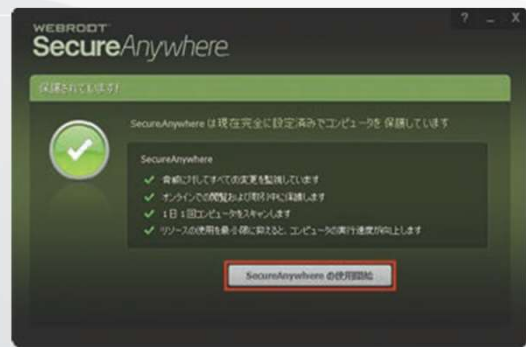 ? _ X
WEBROOT
SecureAnywhere
保護されています!
SecureAnywhere は現在完全に設定済みでコンピュータを 保護しています
SecureAnywhere
脅威に対してすべての変更を監視しています
オンラインでの閲覧および取引中に保護します
1日1回コンピュータをスキャンします
リソースの使用を最小限に抑えると、コンピュータの実行速度が向上します
SecureAnywhere の使用開始